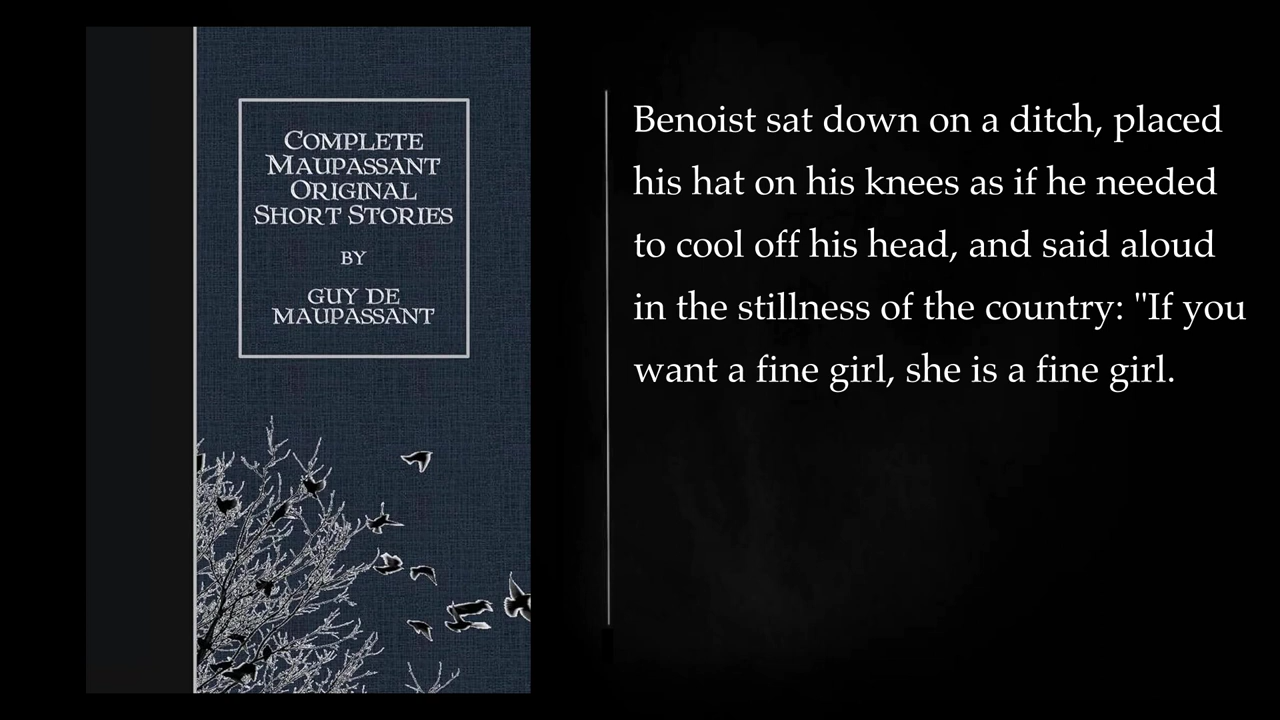 COMPLETE
MAUPASSANT
ORIGINAL
SHORT STORIES
BY
GUY DE
MAUPASSANT
Benoist sat down on a ditch, placed
his hat on his knees as if he needed
to cool off his head, and said aloud
in the stillness of the country: "If you
want a fine girl, she is a fine girl.